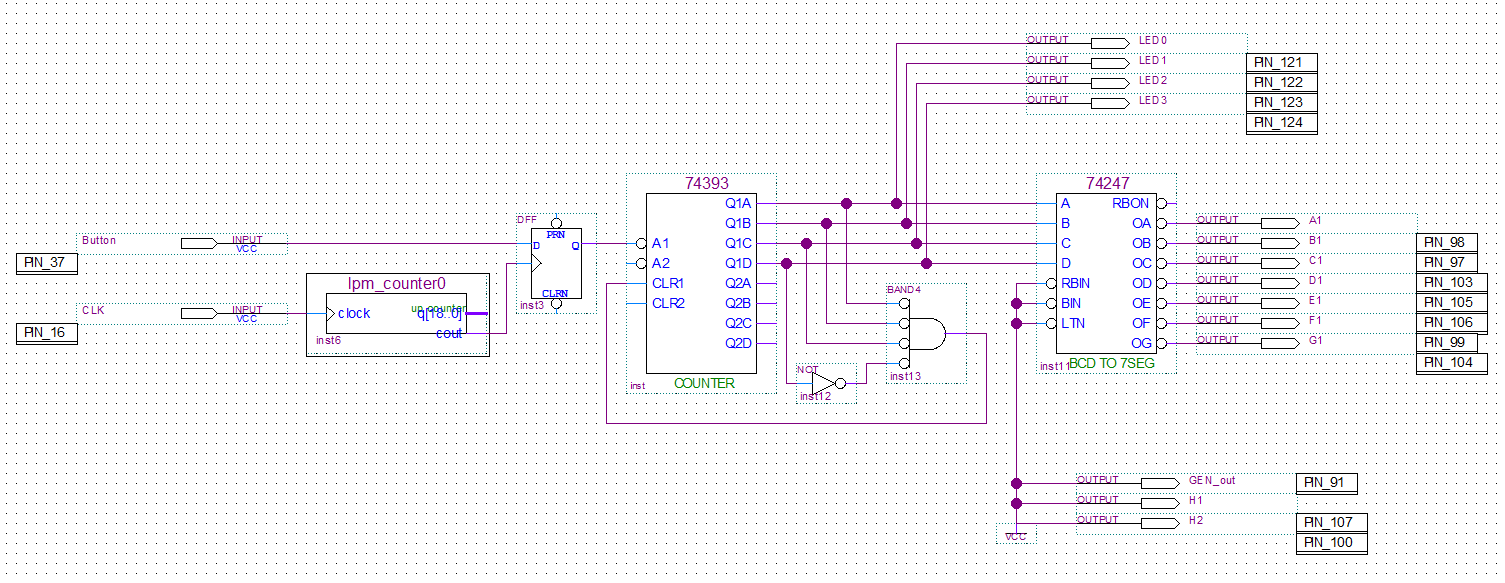 OUTPUT LED0
OUTPUT LED1
PIN_121
OUTPUT LED2
PIN_122
OUTPUT LED3
PIN_123
PIN_124
74393
Q1A
Q1B
A1 Q1C
A2 Q1D
CLR1 Q2A
CLR2 Q2B
Q2C
Q2D
inst
COUNTER
74247
A RBON
B OA
C OB
D OC
RBIN OD
BIN OE
LTN OF
OG
inst11
BCD TO 7SEG
DFF
PRN
D Q
CLRN
inst3
Button
INPUT
VCC
PIN_37
CLK
INPUT
VCC
PIN_16
lpm_counter0
up counter
clock q[18..0]
cout
inst6
BAND4
inst13
NOT
inst12
OUTPUT A1
OUTPUT B1
PIN_98
OUTPUT C1
PIN_97
OUTPUT D1
PIN_103
OUTPUT E1
PIN_105
OUTPUT F1
PIN_106
OUTPUT G1
PIN_99
PIN_104
OUTPUT GEN_out
PIN_91
OUTPUT H1
OUTPUT H2
PIN_107
PIN_100
VCC